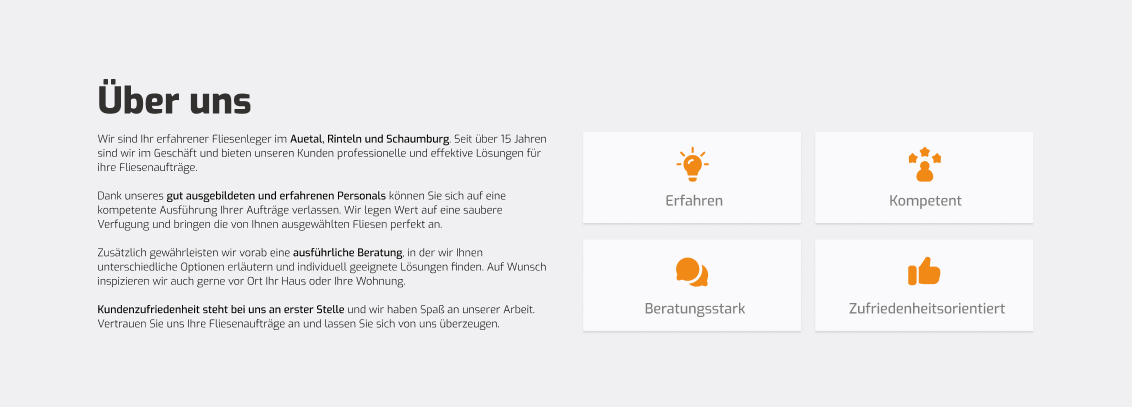 Über uns
Wir sind Ihr erfahrener Fliesenleger im Auetal, Rinteln und Schaumburg. Seit über 15 Jahren
sind wir im Geschäft und bieten unseren Kunden professionelle und effektive Lösungen für
ihre Fliesenaufträge.
Dank unseres gut ausgebildeten und erfahrenen Personals können Sie sich auf eine
kompetente Ausführung Ihrer Aufträge verlassen. Wir legen Wert auf eine saubere
Verfugung und bringen die von Ihnen ausgewählten Fliesen perfekt an.
Zusätzlich gewährleisten wir vorab eine ausführliche Beratung, in der wir Ihnen
unterschiedliche Optionen erläutern und individuell geeignete Lösungen finden. Auf Wunsch
inspizieren wir auch gerne vor Ort Ihr Haus oder Ihre Wohnung.
Kundenzufriedenheit steht bei uns an erster Stelle und wir haben Spaß an unserer Arbeit.
Vertrauen Sie uns Ihre Fliesenaufträge an und lassen Sie sich von uns überzeugen.
Erfahren
Kompetent
Beratungsstark
Zufriedenheitsorientiert